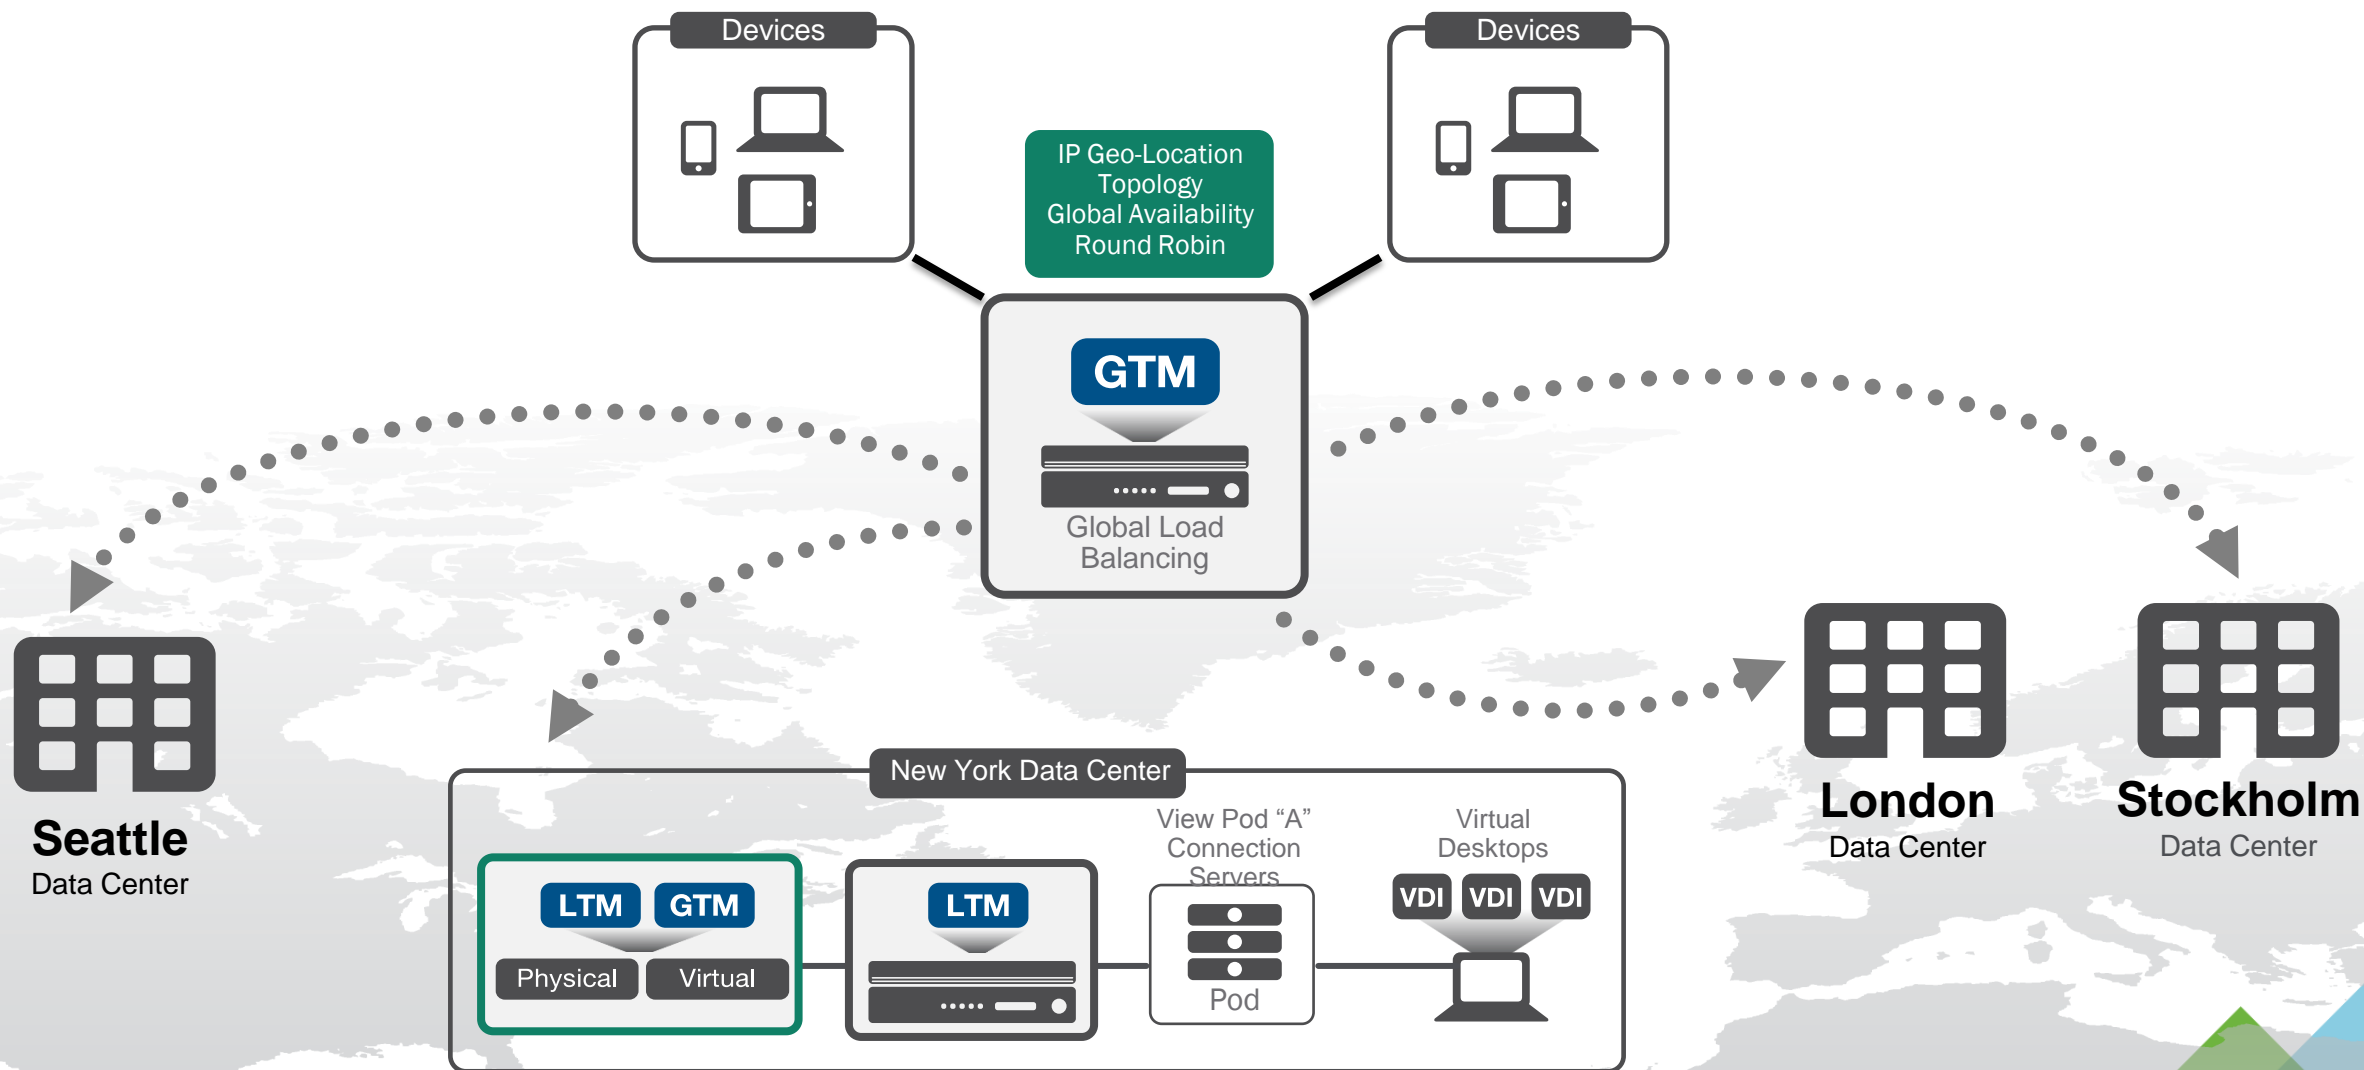 Devices
Devices
IP Geo-Location
Topology
Global Availability
Round Robin
GTM
Global Load
Balancing
Seattle
Data Center
London
Data Center
Stockholm
Data Center
New York Data Center
LTM GTM
Physical Virtual
LTM
View Pod “A”
Connection
Servers
Pod
Virtual
Desktops
VDI VDI VDI